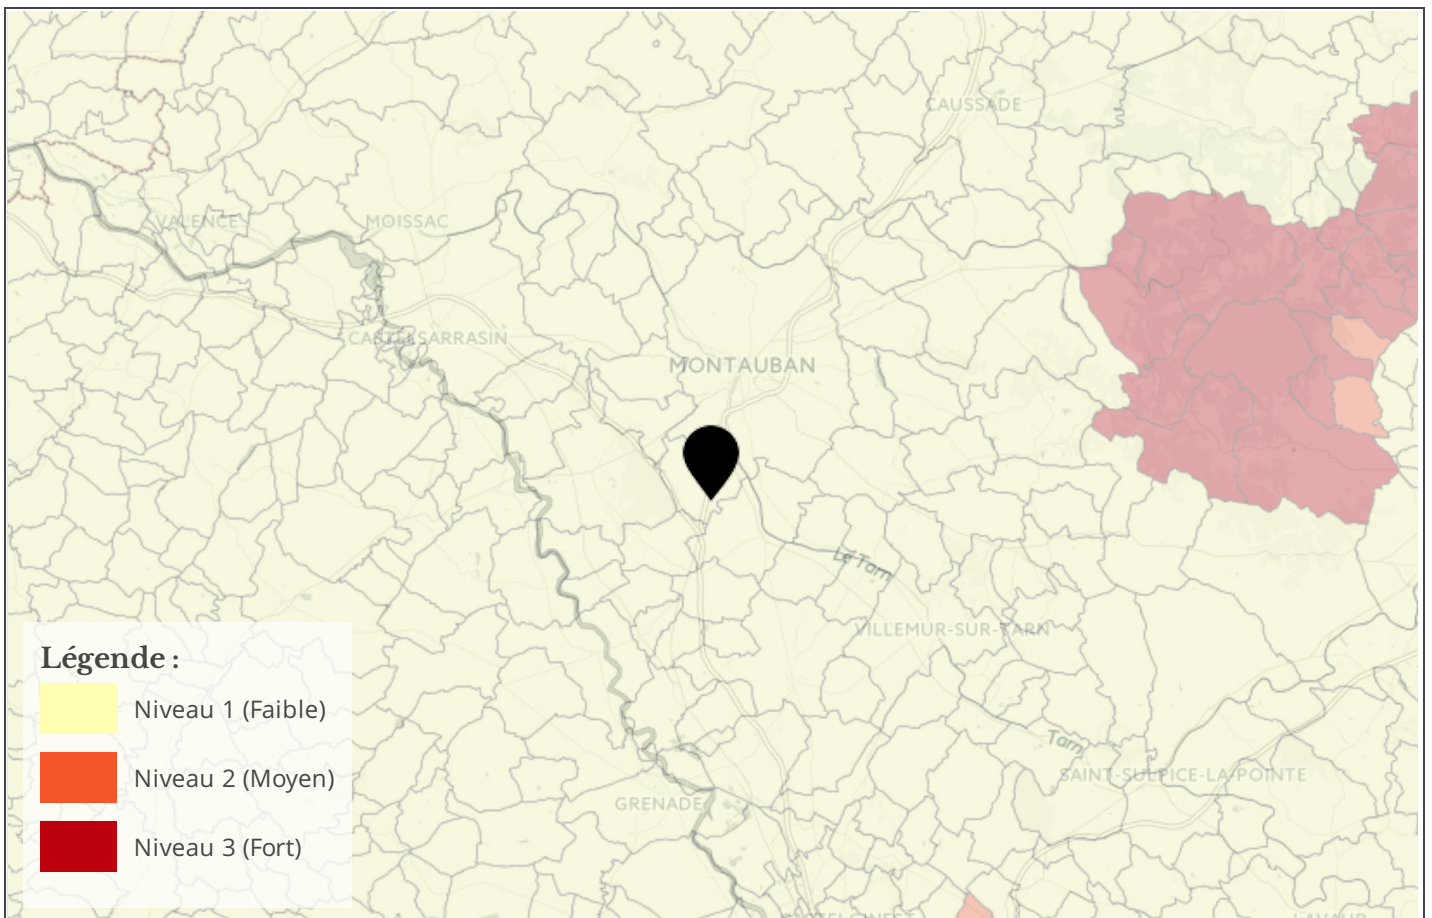 CAUSSADE
VALENCE
MOISSAC
CASTELSARRASIN
MONTAUBAN
Le Tarn
VILLEMUR-SUR-TARN
Légende :
Niveau 1 (Faible)
Niveau 2 (Moyen)
Niveau 3 (Fort)
Tarn
SAINT-SULPICE-LA-POINTE
GRENADE